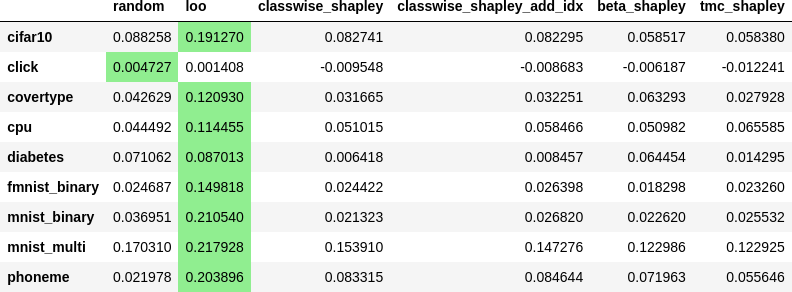 random loo classwise_shapley classwise_shapley_add_idx beta_shapley tmc_shapley
cifar10 0.088258 0.191270 0.082741 0.082295 0.058517 0.058380
click 0.004727 0.001408 -0.009548 -0.008683 -0.006187 -0.012241
covertype 0.042629 0.120930 0.031665 0.032251 0.063293 0.027928
cpu 0.044492 0.114455 0.051015 0.058466 0.050982 0.065585
diabetes 0.071062 0.087013 0.006418 0.008457 0.064454 0.014295
fmnist_binary 0.024687 0.149818 0.024422 0.026398 0.018298 0.023260
mnist_binary 0.036951 0.210540 0.021323 0.026820 0.022620 0.025532
mnist_multi 0.170310 0.217928 0.153910 0.147276 0.122986 0.122925
phoneme 0.021978 0.203896 0.083315 0.084644 0.071963 0.055646